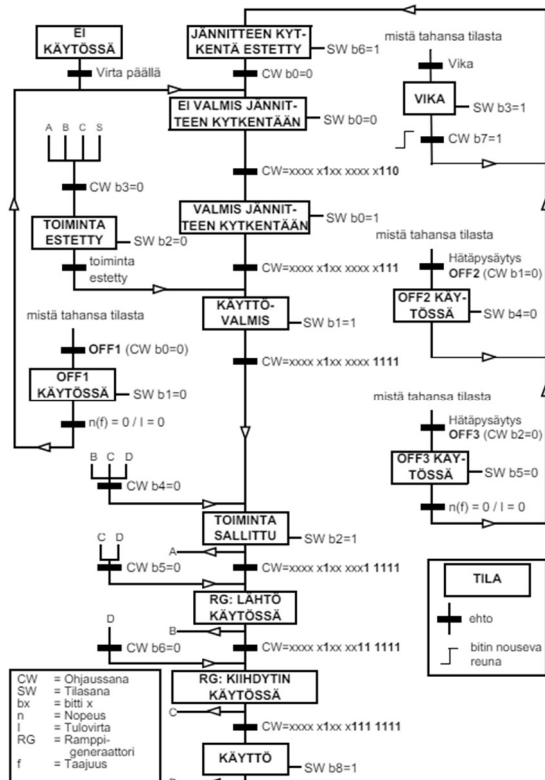 EI
KÄYTÖSSÄ
Virta päällä
JÄNNITTEEN KYT-
KENTÄ ESTETTY
SW b6=1
CW b0=0
EI VALMIS JÄNNIT-
TEEN KYTKENTÄÄN
SW b0=0
CW=xxxx x1xx xxxx x110
A B C S
CW b3=0
TOIMINTA
ESTETTY
SW b2=0
toiminta
estetty
VALMIS JÄNNIT-
TEEN KYTKENTÄÄN
SW b0=1
CW=xxxx x1xx xxxx x111
KÄYTTÖ-
VALMIS
SW b1=1
CW=xxxx x1xx xxxx 1111
mistä tahansa tilasta
OFF1 (CW b0=0)
OFF1
KÄYTÖSSÄ
SW b1=0
n(f) = 0 / I = 0
mistä tahansa tilasta
Vika
VIKA
SW b3=1
CW b7=1
mistä tahansa tilasta
Hätäpysäytys
OFF2 (CW b1=0)
OFF2 KÄY-
TÖSSÄ
SW b4=0
mistä tahansa tilasta
Hätäpysäytys
OFF3 (CW b2=0)
OFF3 KÄY-
TÖSSÄ
SW b5=0
n(f) = 0 / I = 0
B C D
CW b4=0
TOIMINTA
SALLITTU
SW b2=1
A
C D
CW b5=0
CW=xxxx x1xx xxx1 1111
RG: LÄHTÖ
KÄYTÖSSÄ
B
D
CW b6=0
CW=xxxx x1xx xx11 1111
RG: KIIHDYTIN
KÄYTÖSSÄ
C
CW=xxxx x1xx x111 1111
KÄYTTÖ
SW b8=1
TILA
ehto
bitin nouseva
reuna
CW = Ohjaussana
SW = Tilasana
bx = bitti x
n = Nopeus
I = Tulovirta
RG = Ramppi-
generaattori
f = Taajuus